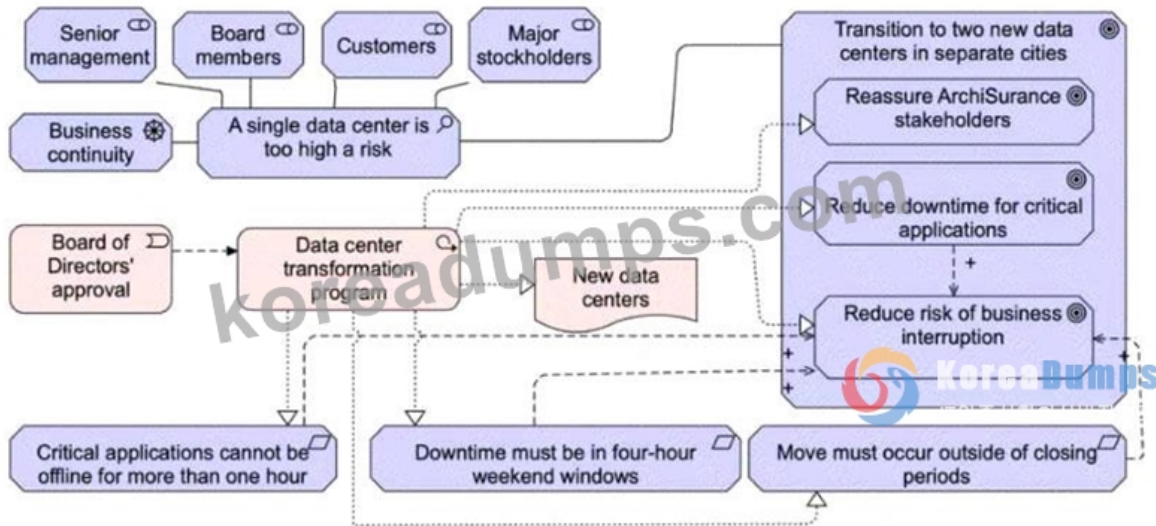 Senior
management
Board
members
Customers
Major
stockholders
Transition to two new data
centers in separate cities
Business
continuity
A single data center is
too high a risk
Reassure ArchiSurance
stakeholders
Reduce downtime for critical
applications
+
Board of
Directors'
approval
Data center
transformation
program
New data
centers
Reduce risk of business
interruption
+
+
+
koreadumps.com
KoreaDumps
Critical applications cannot be
offline for more than one hour
Downtime must be in four-hour
weekend windows
Move must occur outside of closing
periods